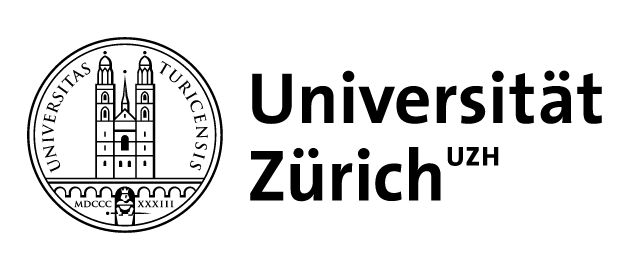 UNIVERSITAS TURICENSIS
MDCCC XXXIII
Universität
Zürich UZH